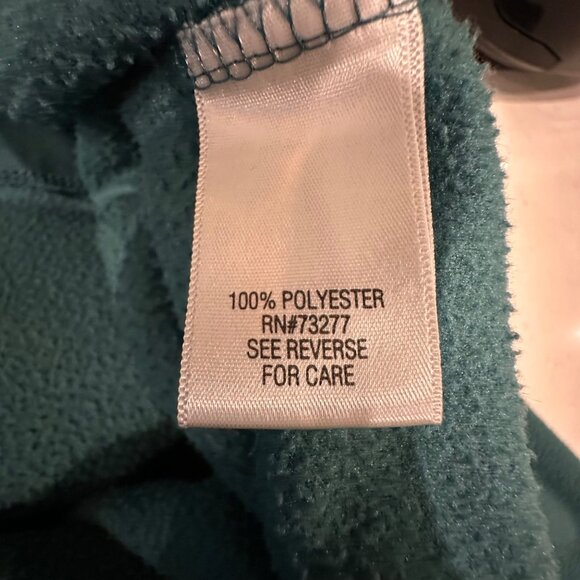 100% POLYESTER
RN#73277
SEE REVERSE
FOR CARE